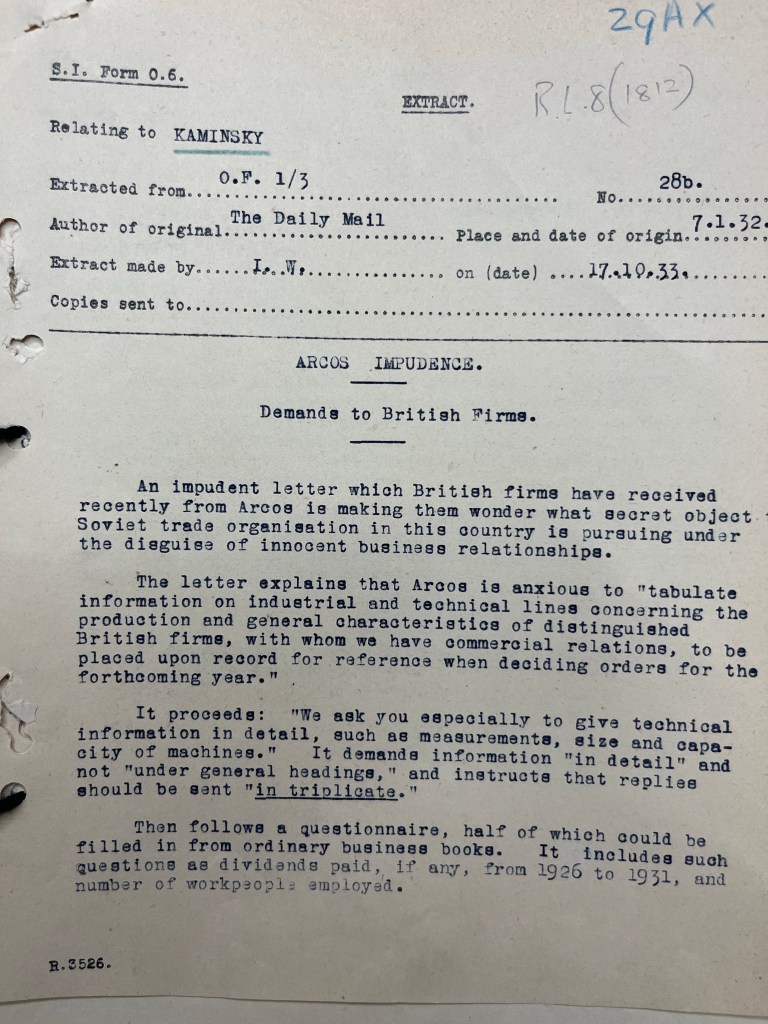 29AX
S.I. Form O.6.
EXTRACT.
R.L.8(1812)
Relating to KAMINSKY
Extracted from O.F. 1/3 No. 28b.
Author of original The Daily Mail Place and date of origin 7.1.32.
Extract made by I. W. on (date) 17.10.33.
Copies sent to
ARCOS IMPUDENCE.
Demands to British Firms.
An impudent letter which British firms have received
recently from Arcos is making them wonder what secret object
Soviet trade organisation in this country is pursuing under
the disguise of innocent business relationships.
The letter explains that Arcos is anxious to "tabulate
information on industrial and technical lines concerning the
production and general characteristics of distinguished
British firms, with whom we have commercial relations, to be
placed upon record for reference when deciding orders for the
forthcoming year."
It proceeds: "We ask you especially to give technical
information in detail, such as measurements, size and capa-
city of machines." It demands information "in detail" and
not "under general headings," and instructs that replies
should be sent "in triplicate."
Then follows a questionnaire, half of which could be
filled in from ordinary business books. It includes such
questions as dividends paid, if any, from 1926 to 1931, and
number of workpeople employed.
R.3526.